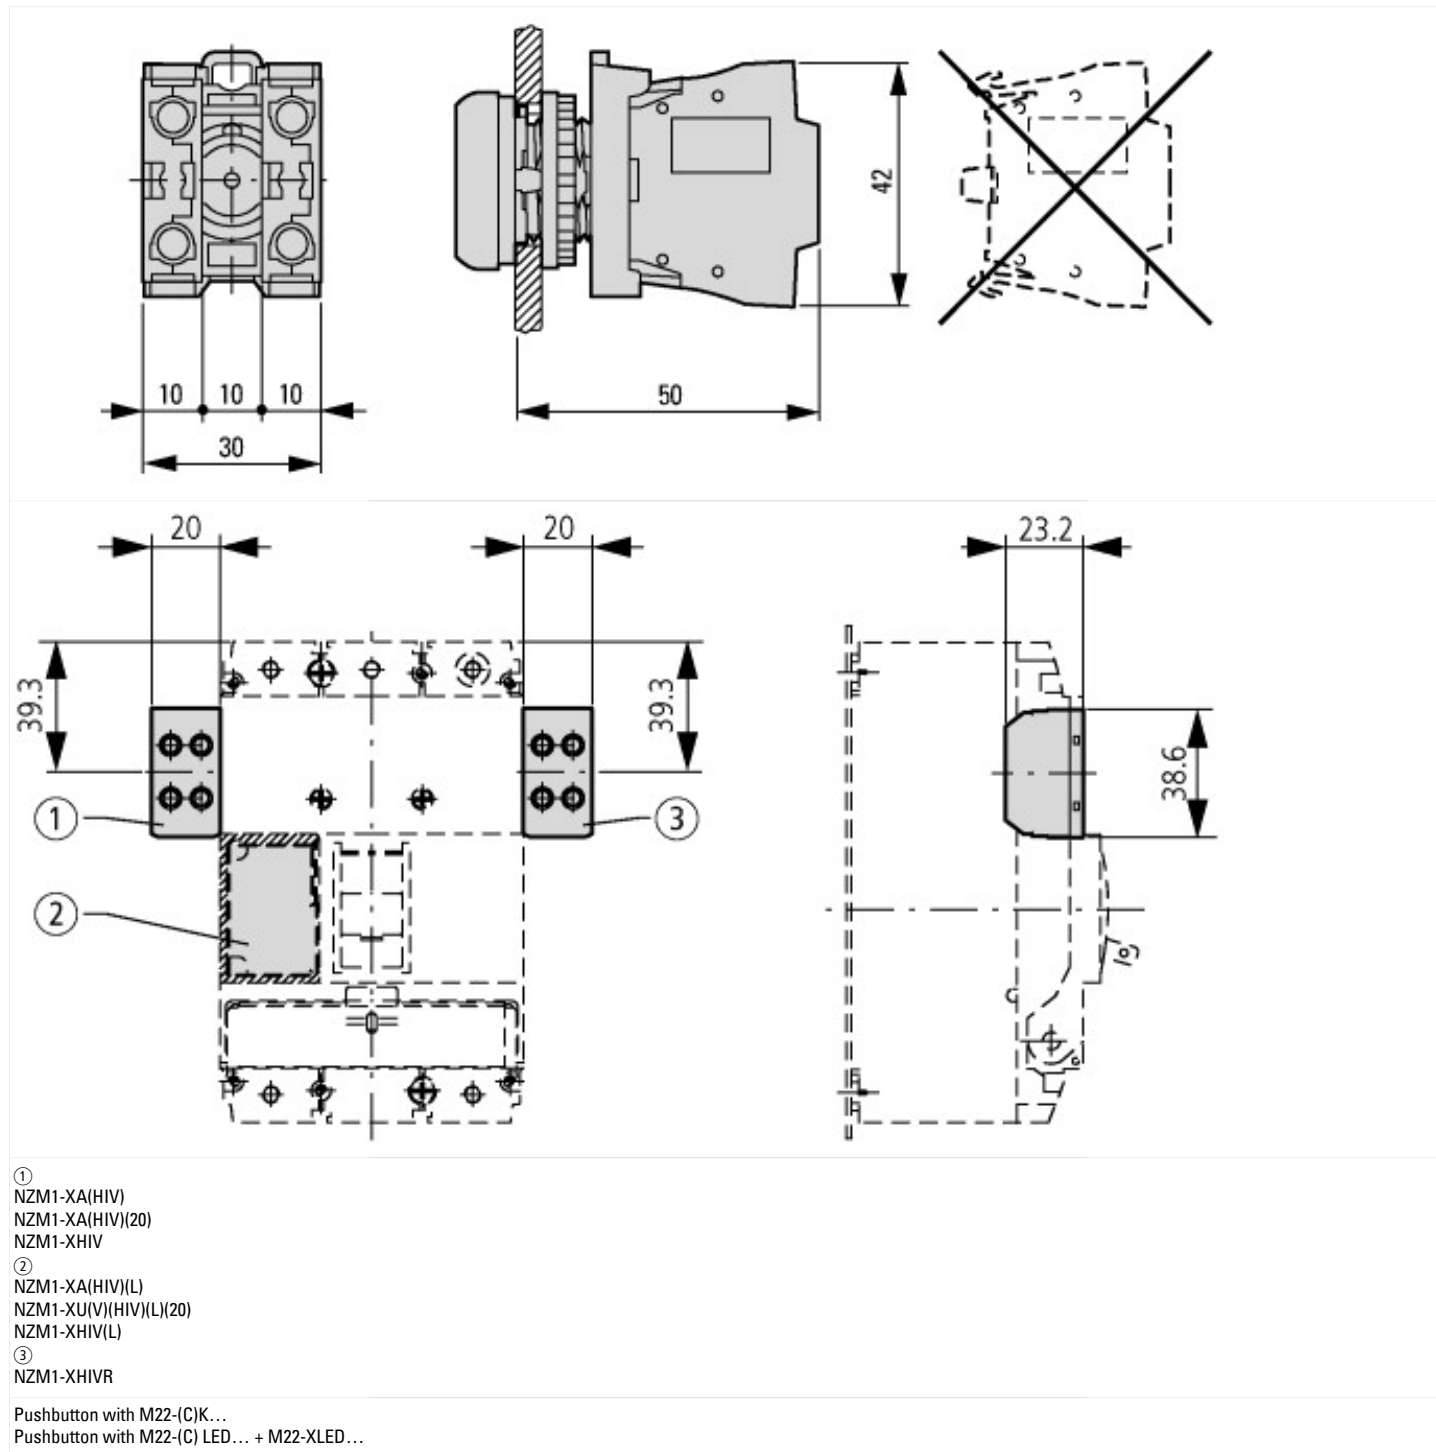 42
10 10 10
50
30
20 20 23.2
39.3 39.3
38.6
① ③
②
①
NZM1-XA(HIV)
NZM1-XA(HIV)(20)
NZM1-XHIV
②
NZM1-XA(HIV)(L)
NZM1-XU(V)(HIV)(L)(20)
NZM1-XHIV(L)
③
NZM1-XHIVR
Pushbutton with M22-(C)K…
Pushbutton with M22-(C) LED… + M22-XLED…